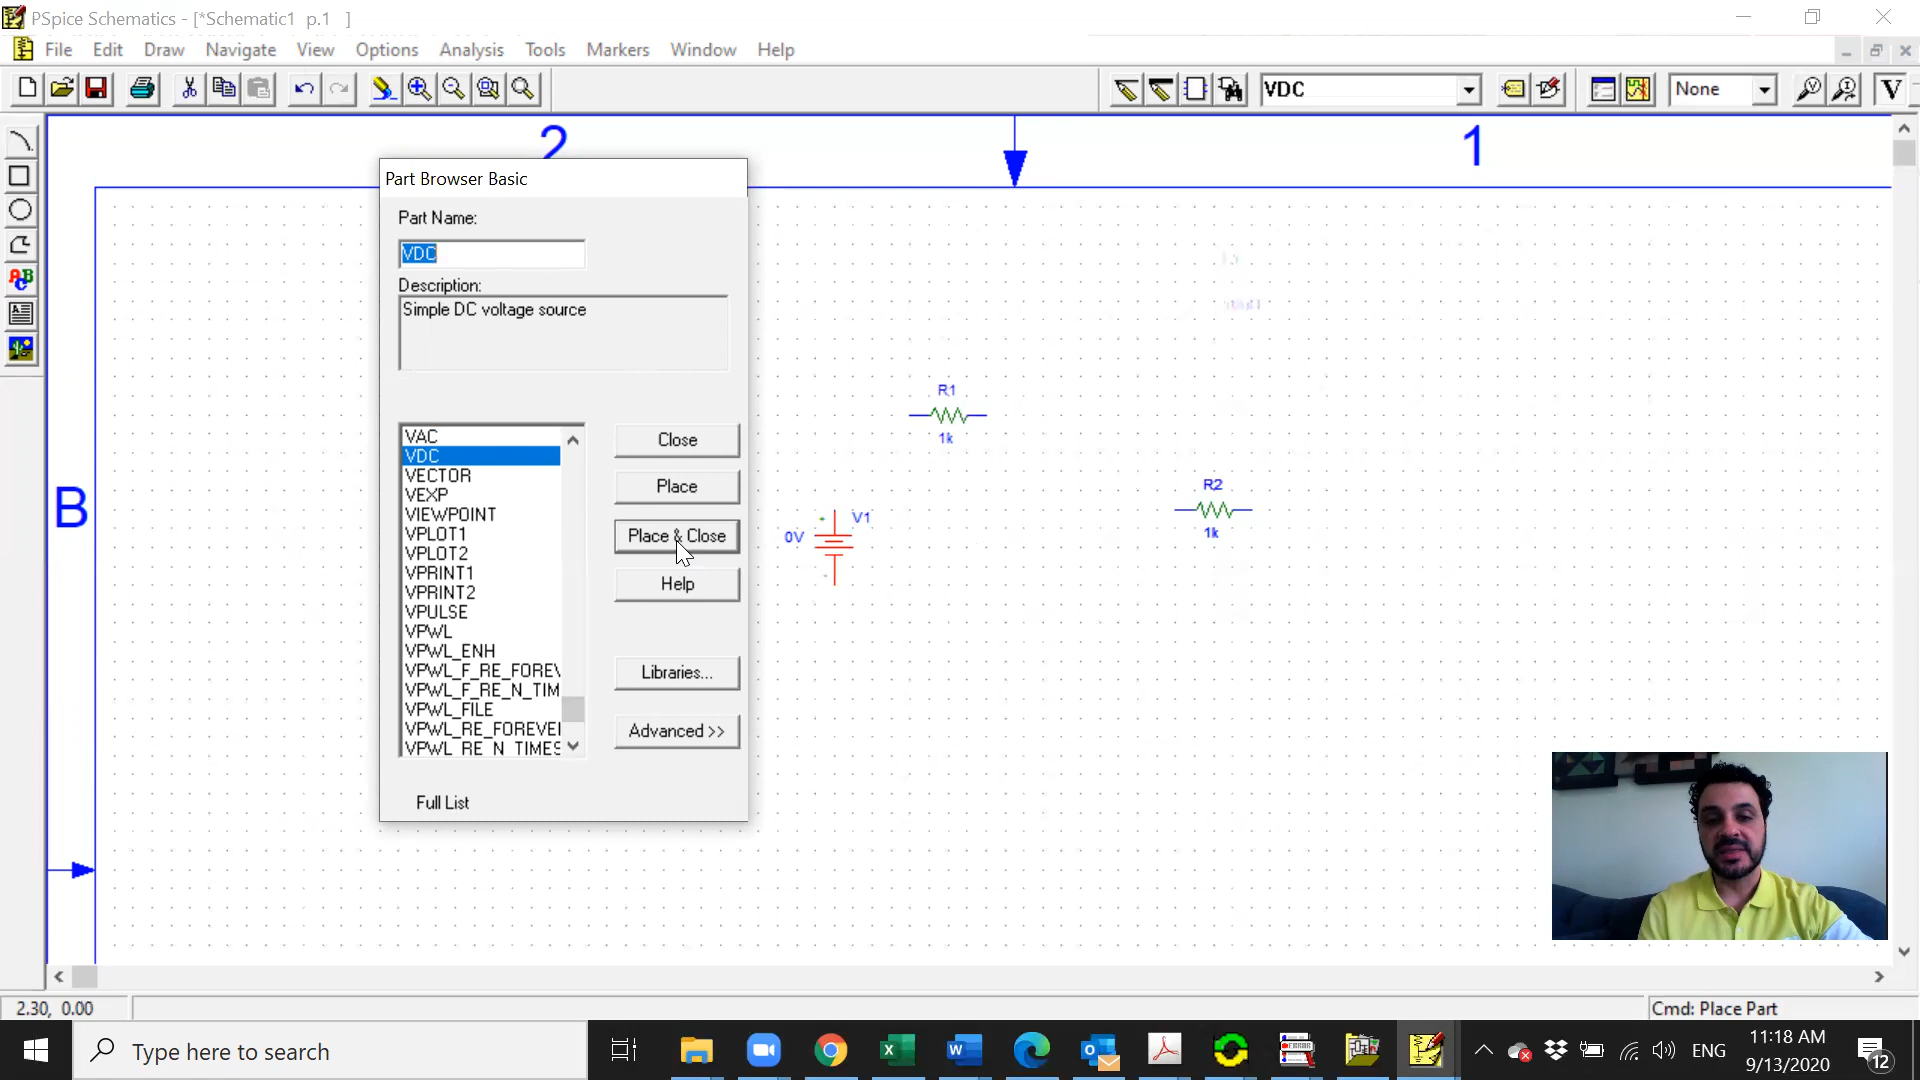 PSpice Schematics - [*Schematic1 p.1 ]
File Edit Draw Navigate View Options Analysis Tools Markers Window Help
VDC None V
2 1
Part Browser Basic
Part Name:
VDC
Description:
Simple DC voltage source
VAC
VDC
VECTOR
VEXP
VIEWPOINT
VPLOT1
VPLOT2
VPRINT1
VPRINT2
VPULSE
VPWL
VPWL_ENH
VPWL_F_RE_FOREV
VPWL_F_RE_N_TIM
VPWL_FILE
VPWL_RE_FOREVE
VPWL_RE_N_TIMES
Close
Place
Place & Close
Help
Libraries...
Advanced >>
Full List
B
R1
1k
0V V1
R2
1k
2.30, 0.00 Cmd: Place Part
Type here to search
ENG
11:18 AM
9/13/2020
12